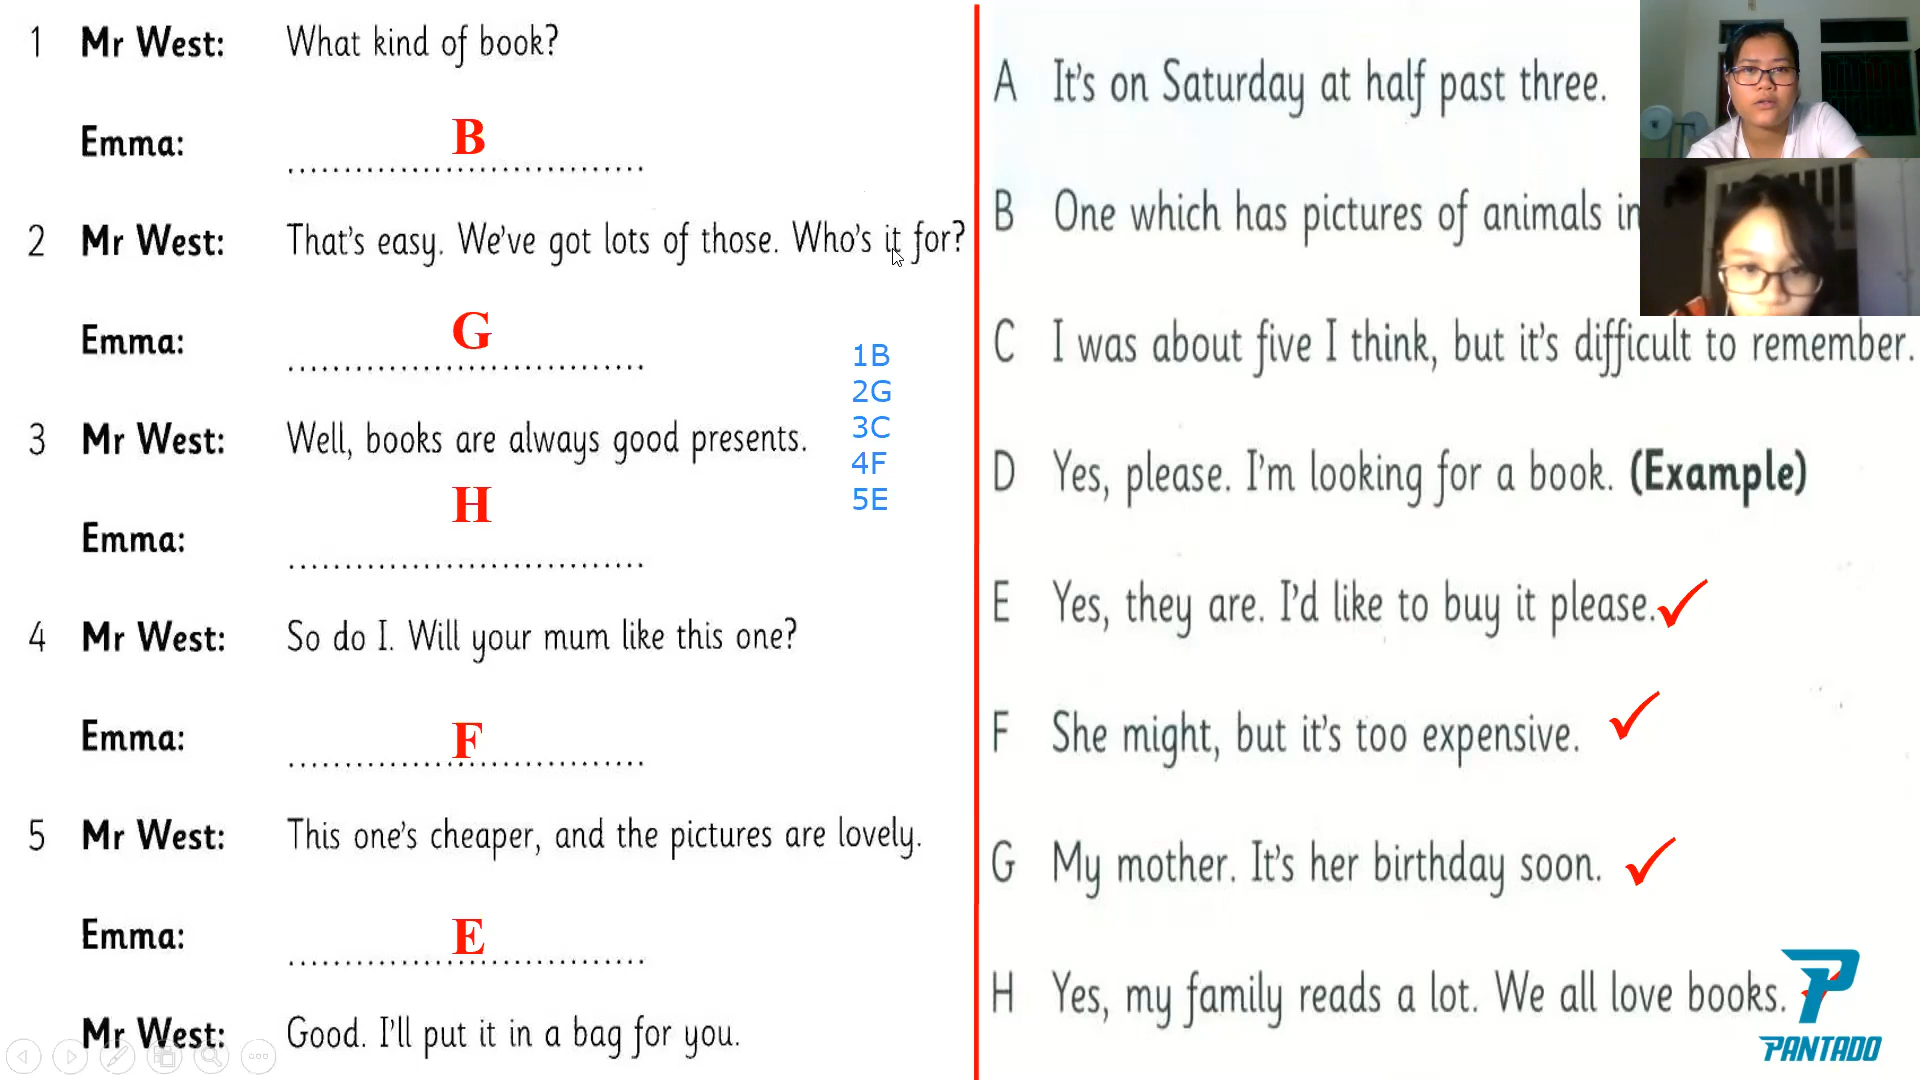 1 Mr West: What kind of book?
Emma: B ................................
2 Mr West: That's easy. We've got lots of those. Who's it for?
Emma: G ................................
3 Mr West: Well, books are always good presents.
Emma: H ................................
4 Mr West: So do I. Will your mum like this one?
Emma: F ................................
5 Mr West: This one's cheaper, and the pictures are lovely.
Emma: E ................................
Mr West: Good. I'll put it in a bag for you.
1B
2G
3C
4F
5E
A It's on Saturday at half past three.
B One which has pictures of animals in
C I was about five I think, but it's difficult to remember.
D Yes, please. I'm looking for a book. (Example)
E Yes, they are. I'd like to buy it please.
F She might, but it's too expensive.
G My mother. It's her birthday soon.
H Yes, my family reads a lot. We all love books.
PANTADO